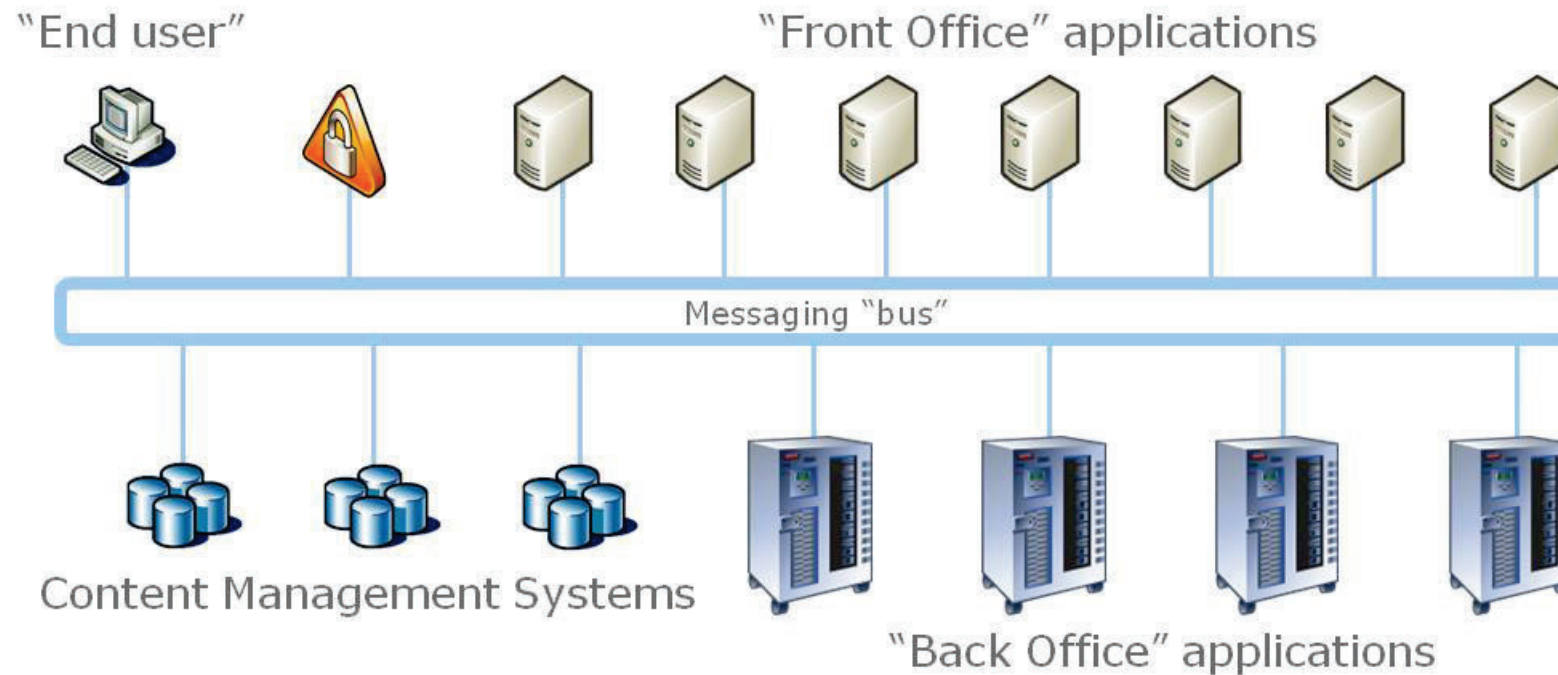 “End user”
“Front Office” applications
Messaging “bus”
Content Management Systems
“Back Office” applications